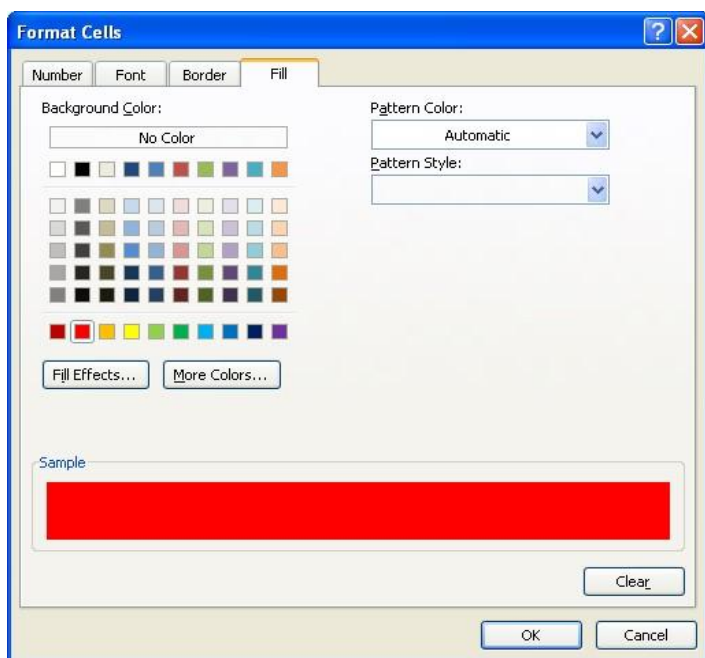 Format Cells
Number Font Border Fill
Background Color:
No Color
Pattern Color:
Automatic
Pattern Style:
Fill Effects... More Colors...
Sample
Clear
OK Cancel